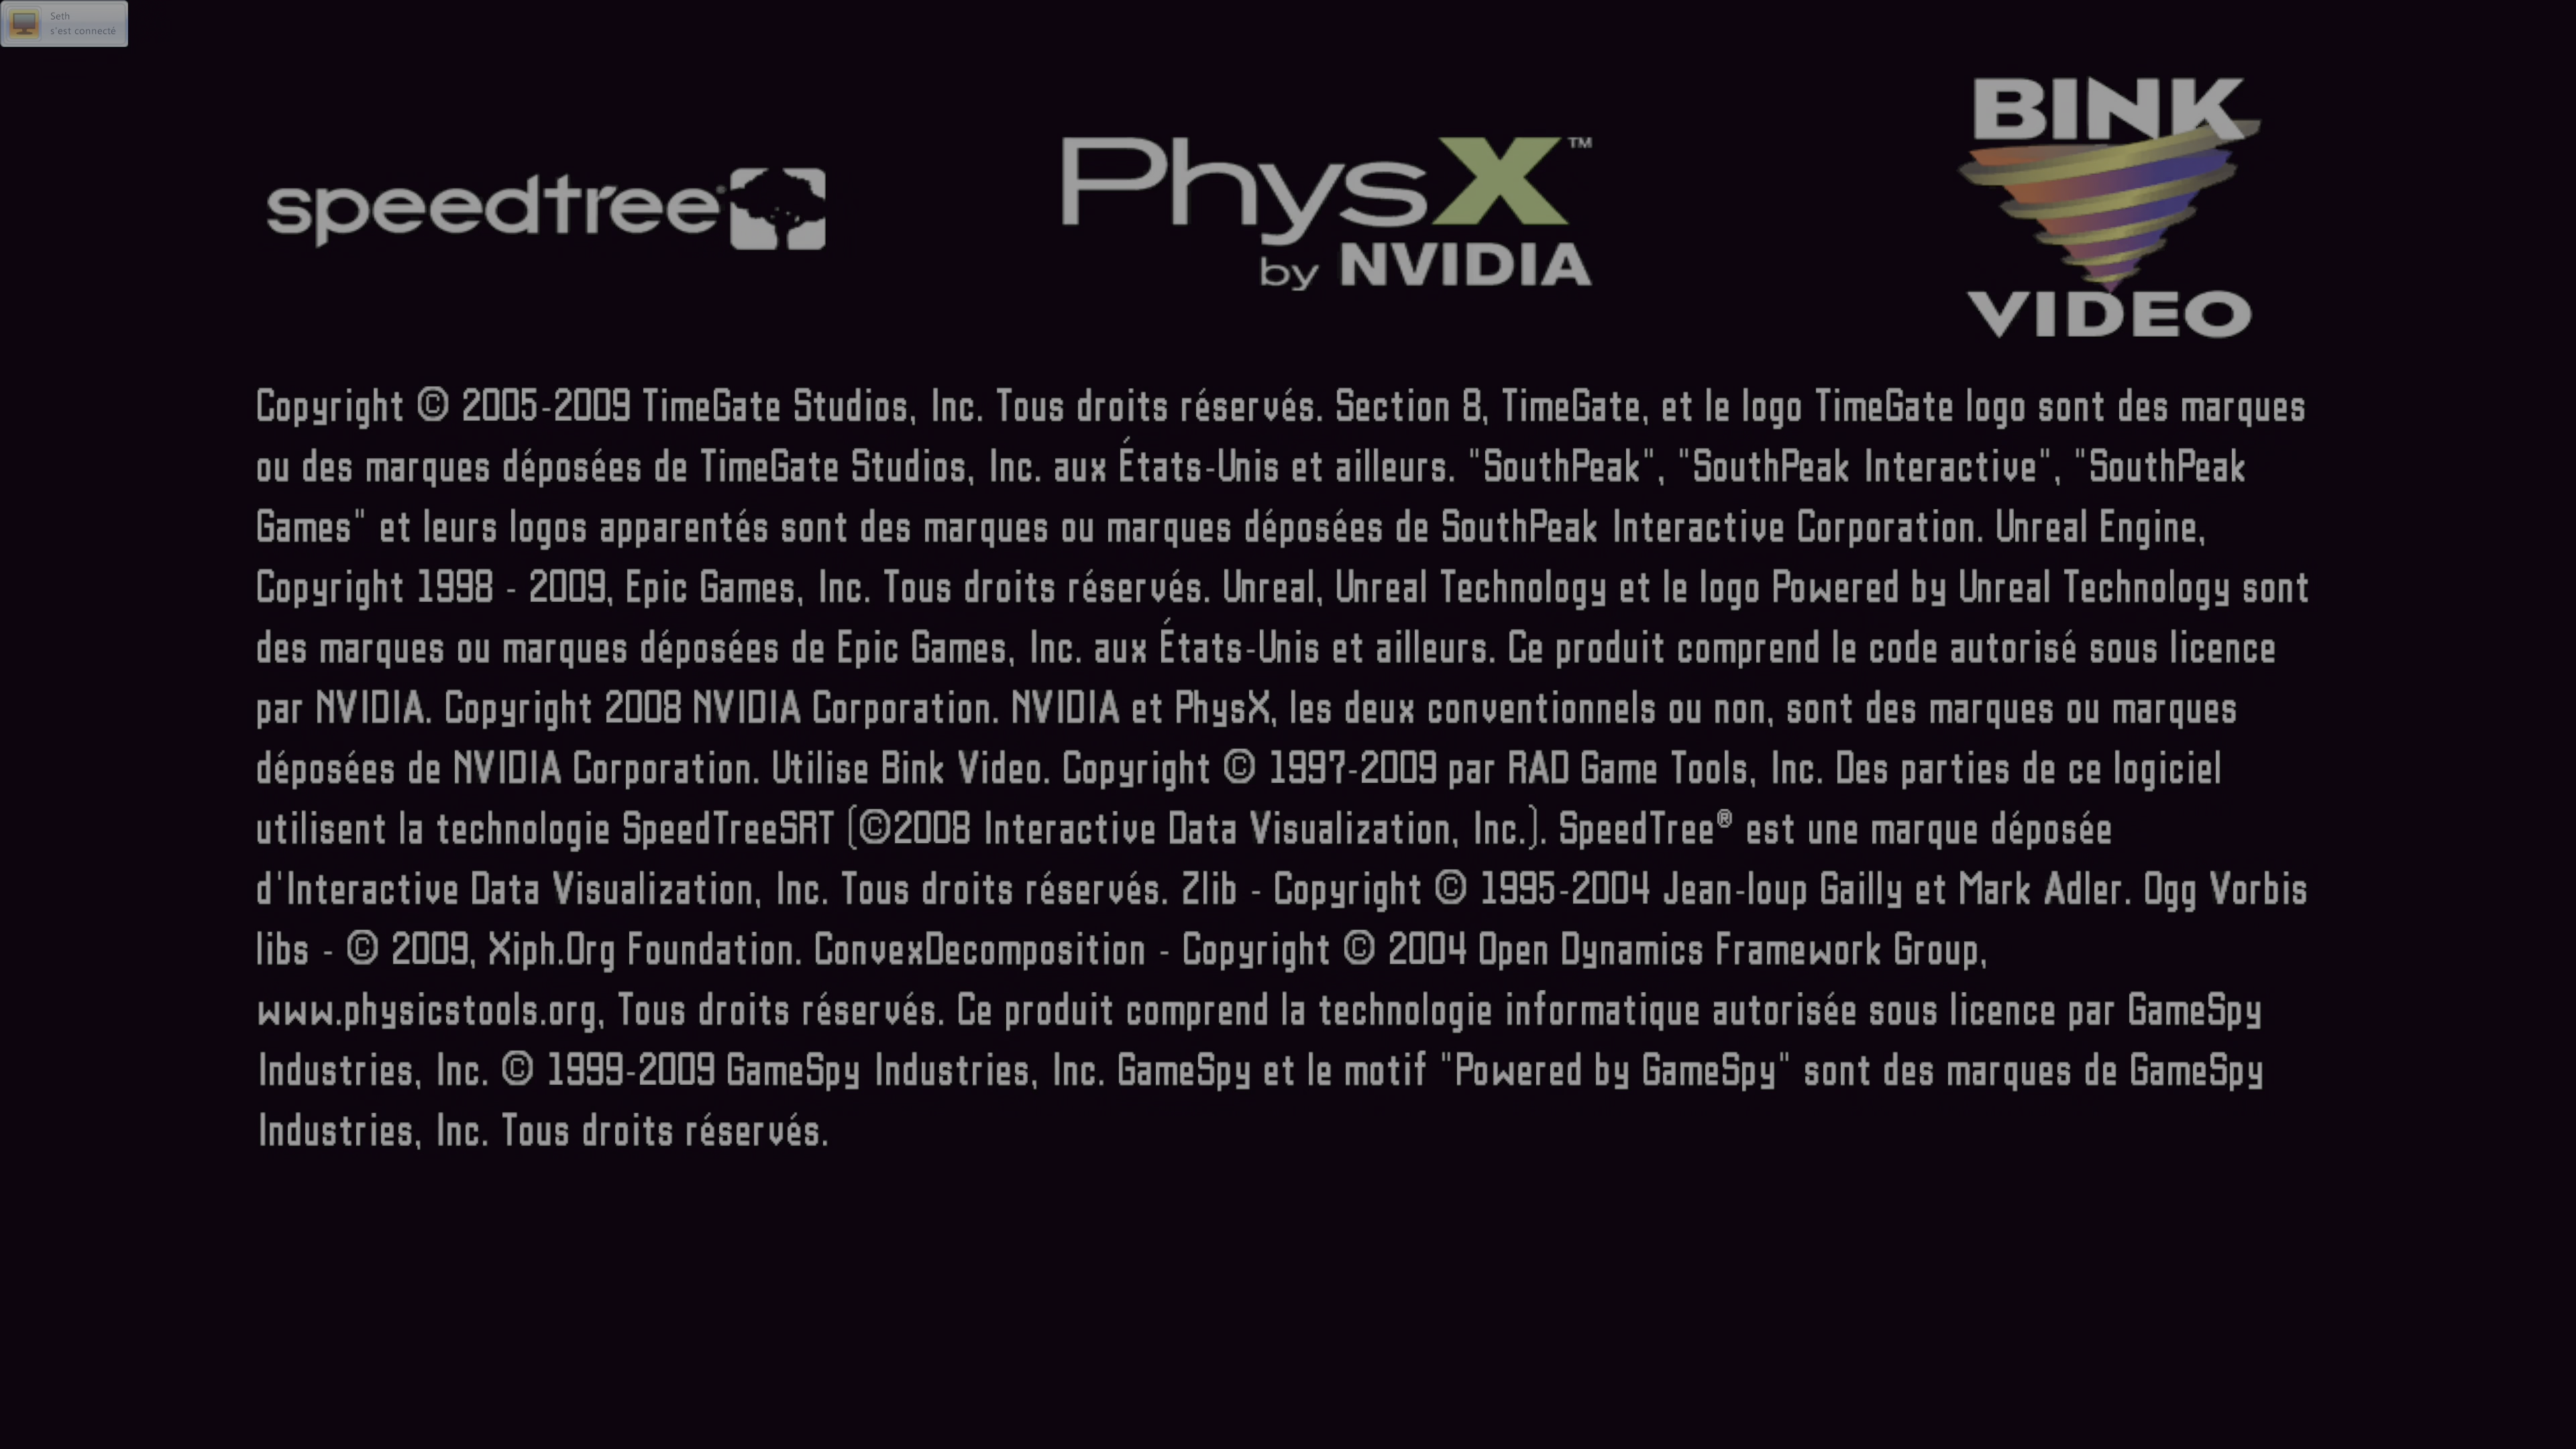 Seth
s'est connecté
speedtree®
PhysX™
by NVIDIA
BINK
VIDEO
Copyright © 2005-2009 TimeGate Studios, Inc. Tous droits réservés. Section 8, TimeGate, et le logo TimeGate logo sont des marques
ou des marques déposées de TimeGate Studios, Inc. aux États-Unis et ailleurs. "SouthPeak", "SouthPeak Interactive", "SouthPeak
Games" et leurs logos apparentés sont des marques ou marques déposées de SouthPeak Interactive Corporation. Unreal Engine,
Copyright 1998 - 2009, Epic Games, Inc. Tous droits réservés. Unreal, Unreal Technology et le logo Powered by Unreal Technology sont
des marques ou marques déposées de Epic Games, Inc. aux États-Unis et ailleurs. Ce produit comprend le code autorisé sous licence
par NVIDIA. Copyright 2008 NVIDIA Corporation. NVIDIA et PhysX, les deux conventionnels ou non, sont des marques ou marques
déposées de NVIDIA Corporation. Utilise Bink Video. Copyright © 1997-2009 par RAD Game Tools, Inc. Des parties de ce logiciel
utilisent la technologie SpeedTreeSRT (©2008 Interactive Data Visualization, Inc.). SpeedTree® est une marque déposée
d'Interactive Data Visualization, Inc. Tous droits réservés. Zlib - Copyright © 1995-2004 Jean-loup Gailly et Mark Adler. Ogg Vorbis
libs - © 2009, Xiph.Org Foundation. ConvexDecomposition - Copyright © 2004 Open Dynamics Framework Group,
www.physicstools.org, Tous droits réservés. Ce produit comprend la technologie informatique autorisée sous licence par GameSpy
Industries, Inc. © 1999-2009 GameSpy Industries, Inc. GameSpy et le motif "Powered by GameSpy" sont des marques de GameSpy
Industries, Inc. Tous droits réservés.